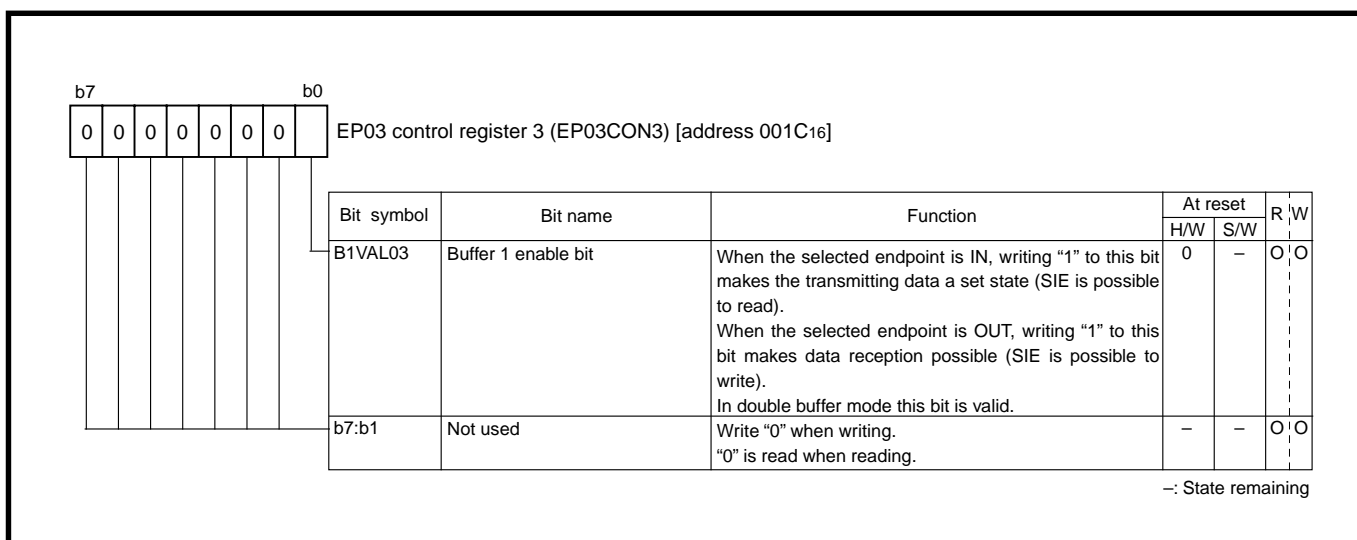 b7 b0
0 0 0 0 0 0 0 EP03 control register 3 (EP03CON3) [address 001C16]
Bit symbol Bit name Function At reset R W
H/W S/W
B1VAL03 Buffer 1 enable bit When the selected endpoint is IN, writing “1” to this bit 0 – O O
makes the transmitting data a set state (SIE is possible
to read).
When the selected endpoint is OUT, writing “1” to this
bit makes data reception possible (SIE is possible to
write).
In double buffer mode this bit is valid.
b7:b1 Not used Write “0” when writing. – – O O
“0” is read when reading.
–: State remaining